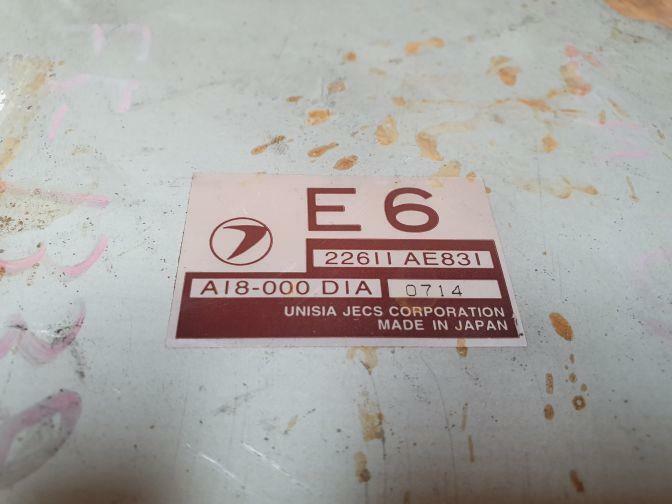 E6
22611 AE831
A18-000 D1A
0714
UNISIA JECS CORPORATION
MADE IN JAPAN